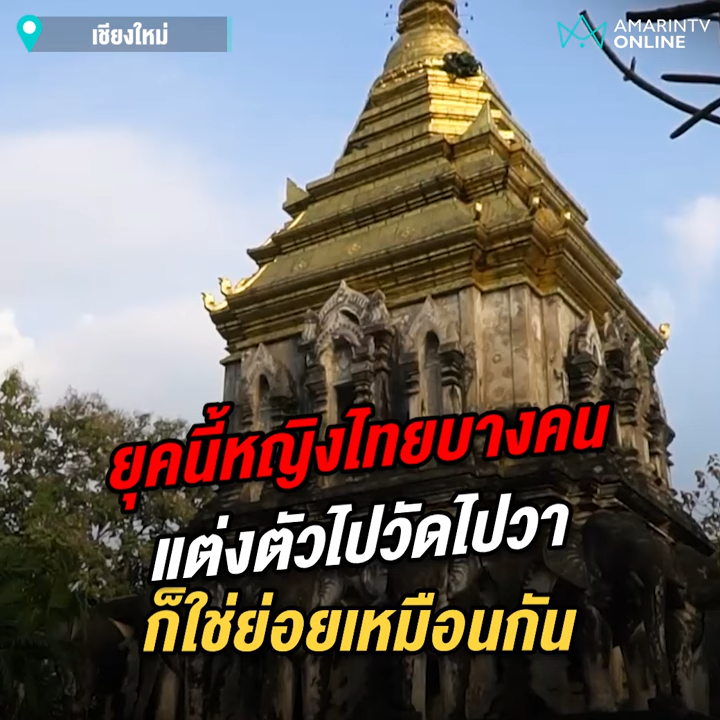 เชียงใหม่
AMARINTV
ONLINE
ยุคนี้หญิงไทยบางคน
แต่งตัวไปวัดไปวา
ก็ใช่ย่อยเหมือนกัน